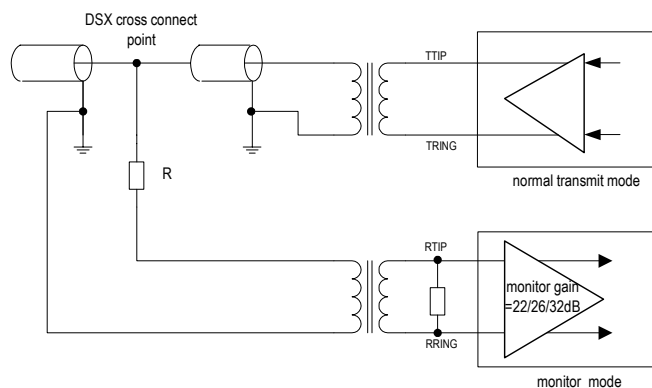 DSX cross connect
point
TTIP
TRING
normal transmit mode
R
RTIP
monitor gain
=22/26/32dB
RRING
monitor mode